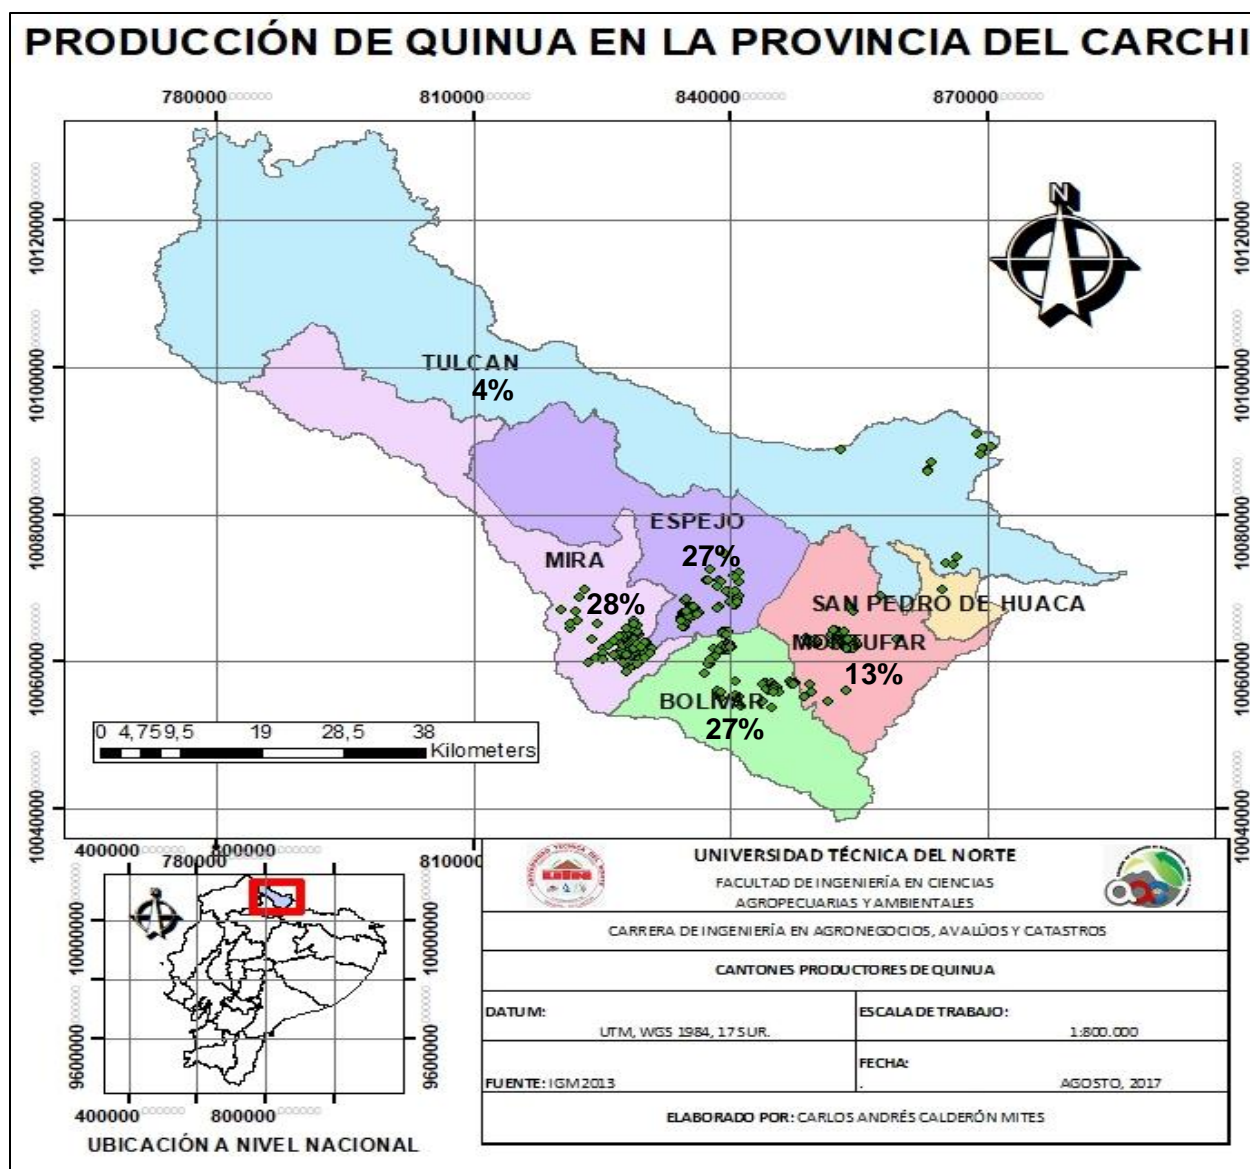 PRODUCCIÓN DE QUINUA EN LA PROVINCIA DEL CARCHI
780000 810000 840000 870000
10120000 10120000
10100000 10100000
10080000 10080000
10060000 10060000
10040000 10040000
N
TULCAN
4%
ESPEJO
27%
MIRA
28%
SAN PEDRO DE HUACA
MONTUFAR
13%
BOLIVAR
27%
0 4,75 9,5 19 28,5 38
Kilometers
400000 800000
7800000 8100000
10000000 10000000
9600000 9600000
400000 8000000
UBICACIÓN A NIVEL NACIONAL
UNIVERSIDAD TÉCNICA DEL NORTE
FACULTAD DE INGENIERÍA EN CIENCIAS
AGROPECUARIAS Y AMBIENTALES
CARRERA DE INGENIERÍA EN AGRONEGOCIOS, AVALÚOS Y CATASTROS
CANTONES PRODUCTORES DE QUINUA
DATUM:
UTM, WGS 1984, 17 SUR.
ESCALA DE TRABAJO:
1:800.000
FUENTE: IGM 2013
FECHA:
. AGOSTO, 2017
ELABORADO POR: CARLOS ANDRÉS CALDERÓN MITES